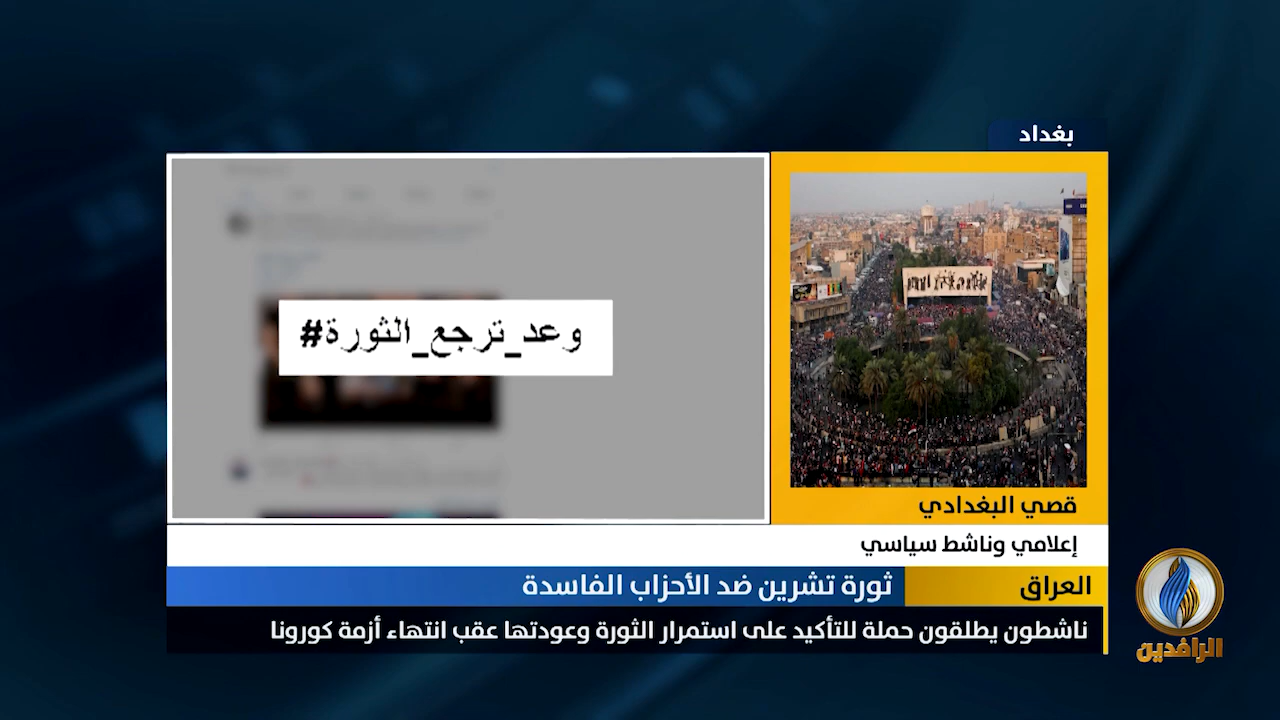 بغداد
#وعد_ترجع_الثورة
قصي البغدادي
إعلامي وناشط سياسي
العراق
ثورة تشرين ضد الأحزاب الفاسدة
ناشطون يطلقون حملة للتأكيد على استمرار الثورة وعودتها عقب انتهاء أزمة كورونا
الرافدين